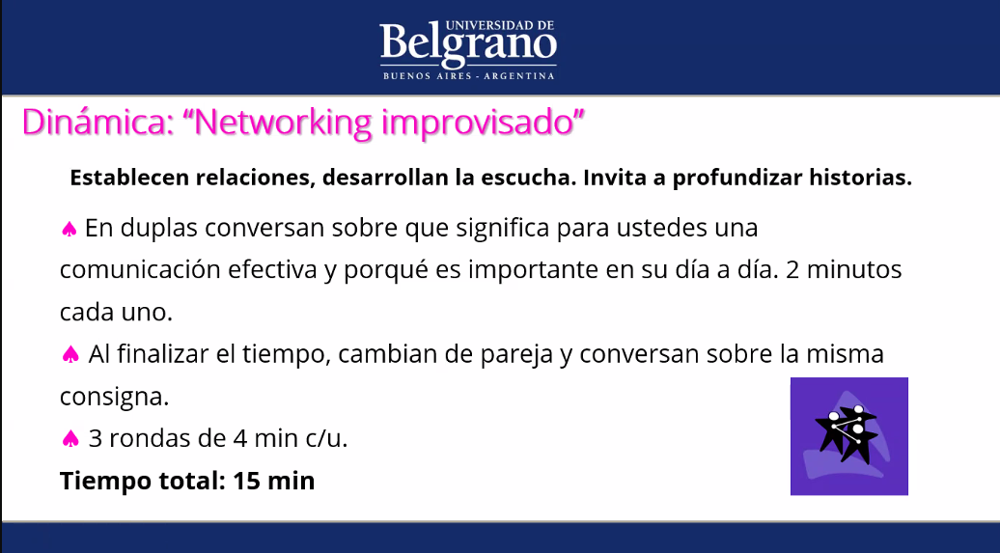 UNIVERSIDAD DE
Belgrano
BUENOS AIRES - ARGENTINA
Dinámica: “Networking improvisado”
Establecen relaciones, desarrollan la escucha. Invita a profundizar historias.
♠ En duplas conversan sobre que significa para ustedes una
comunicación efectiva y porqué es importante en su día a día. 2 minutos
cada uno.
♠ Al finalizar el tiempo, cambian de pareja y conversan sobre la misma
consigna.
♠ 3 rondas de 4 min c/u.
Tiempo total: 15 min